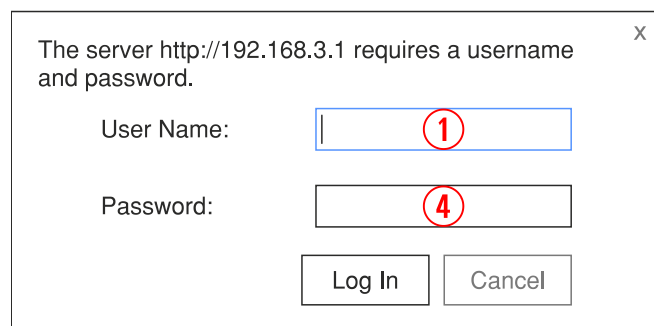 x
The server http://192.168.3.1 requires a username
and password.
User Name: 1
Password: 4
Log In Cancel